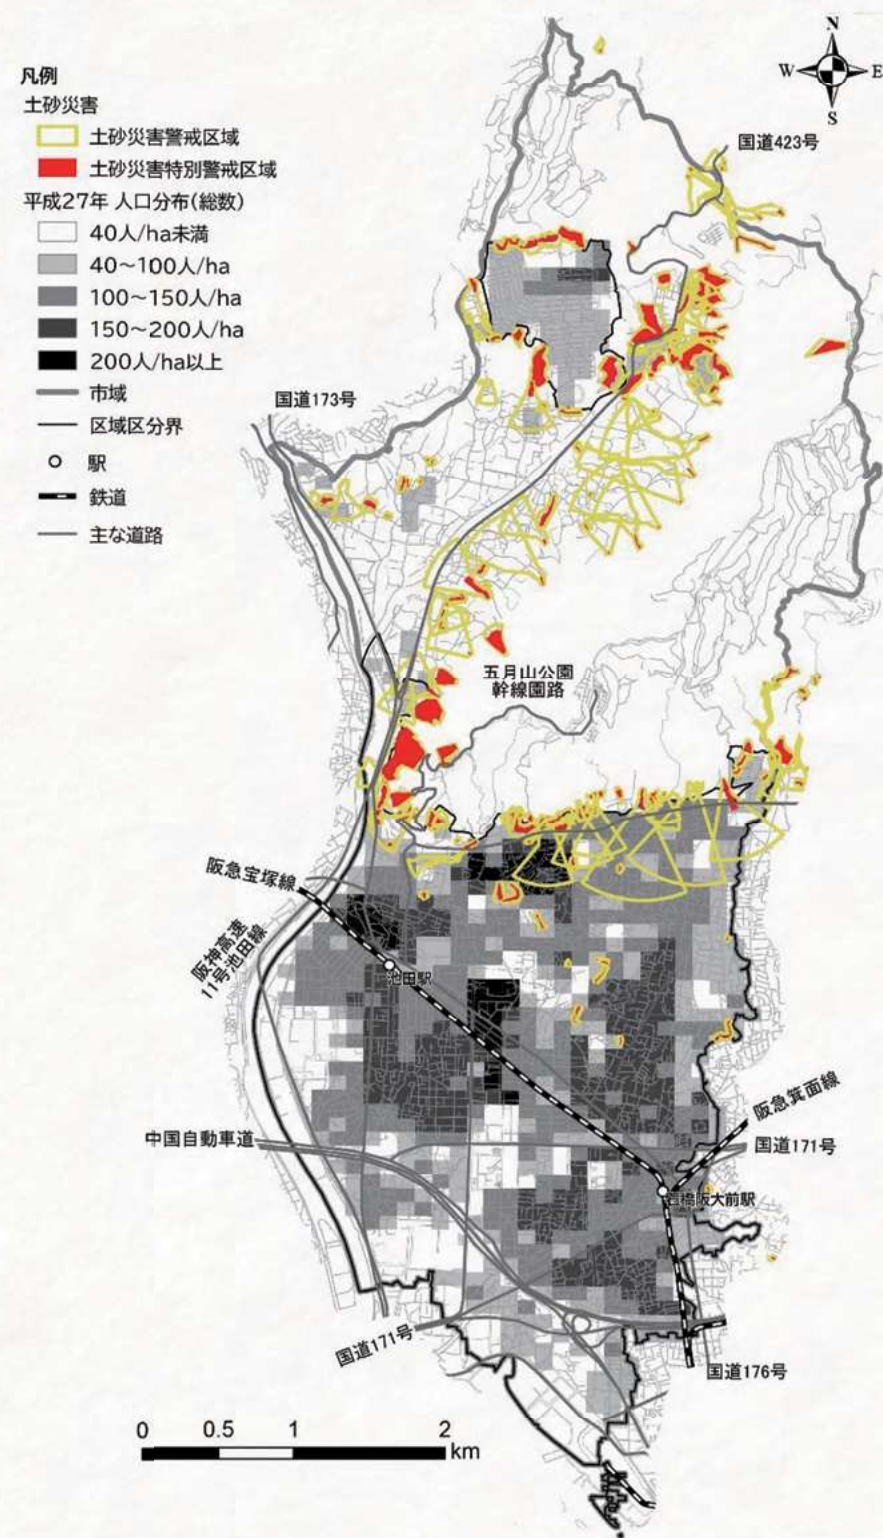 N
W
E
S
凡例
土砂災害
土砂災害警戒区域
土砂災害特別警戒区域
平成27年 人口分布(総数)
40人/ha未満
40～100人/ha
100～150人/ha
150～200人/ha
200人/ha以上
市域
区域区分界
駅
鉄道
主な道路
国道423号
国道173号
五月山公園
幹線園路
阪急宝塚線
阪神高速
11号池田線
池田駅
阪急箕面線
中国自動車道
国道171号
石橋阪大前駅
国道171号
国道176号
0
0.5
1
2
km